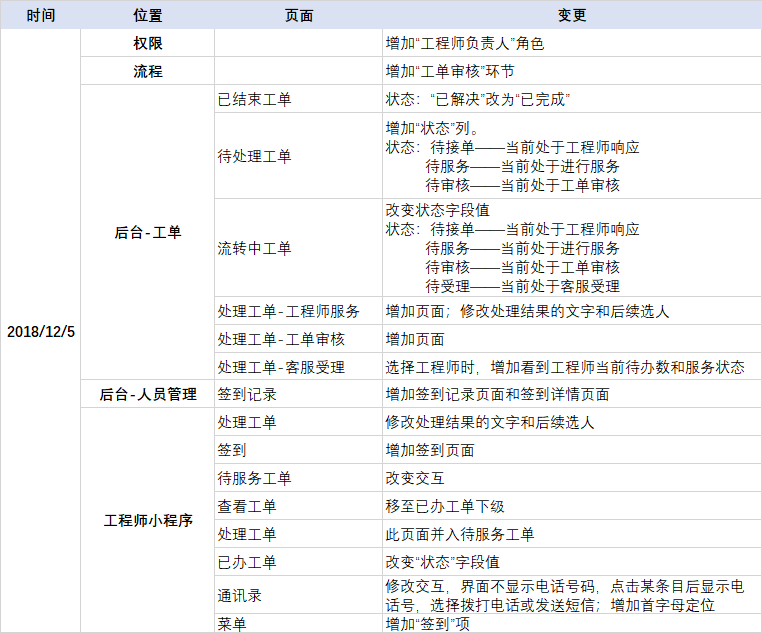 时间 位置 页面 变更
权限 增加“工程师负责人”角色
流程 增加“工单审核”环节
已结束工单 状态：“已解决”改为“已完成”
增加“状态”列。
状态：待接单——当前处于工程师响应
待处理工单
待服务——当前处于进行服务
待审核——当前处于工单审核
改变状态字段值
后台-工单
状态：待接单——当前处于工程师响应
流转中工单
待服务——当前处于进行服务
待审核——当前处于工单审核
待受理——当前处于客服受理
处理工单-工程师服务 增加页面；修改处理结果的文字和后续选人
2018/12/5
处理工单-工单审核 增加页面
处理工单-客服受理 选择工程师时，增加看到工程师当前待办数和服务状态
后台-人员管理 签到记录 增加签到记录页面和签到详情页面
处理工单 修改处理结果的文字和后续选人
签到 增加签到页面
待服务工单 改变交互
查看工单 移至已办工单下级
工程师小程序
处理工单 此页面并入待服务工单
已办工单 改变“状态”字段值
通讯录
修改交互，界面不显示电话号码，点击某条目后显示电
话号，选择拨打电话或发送短信；增加首字母定位
菜单 增加“签到”项